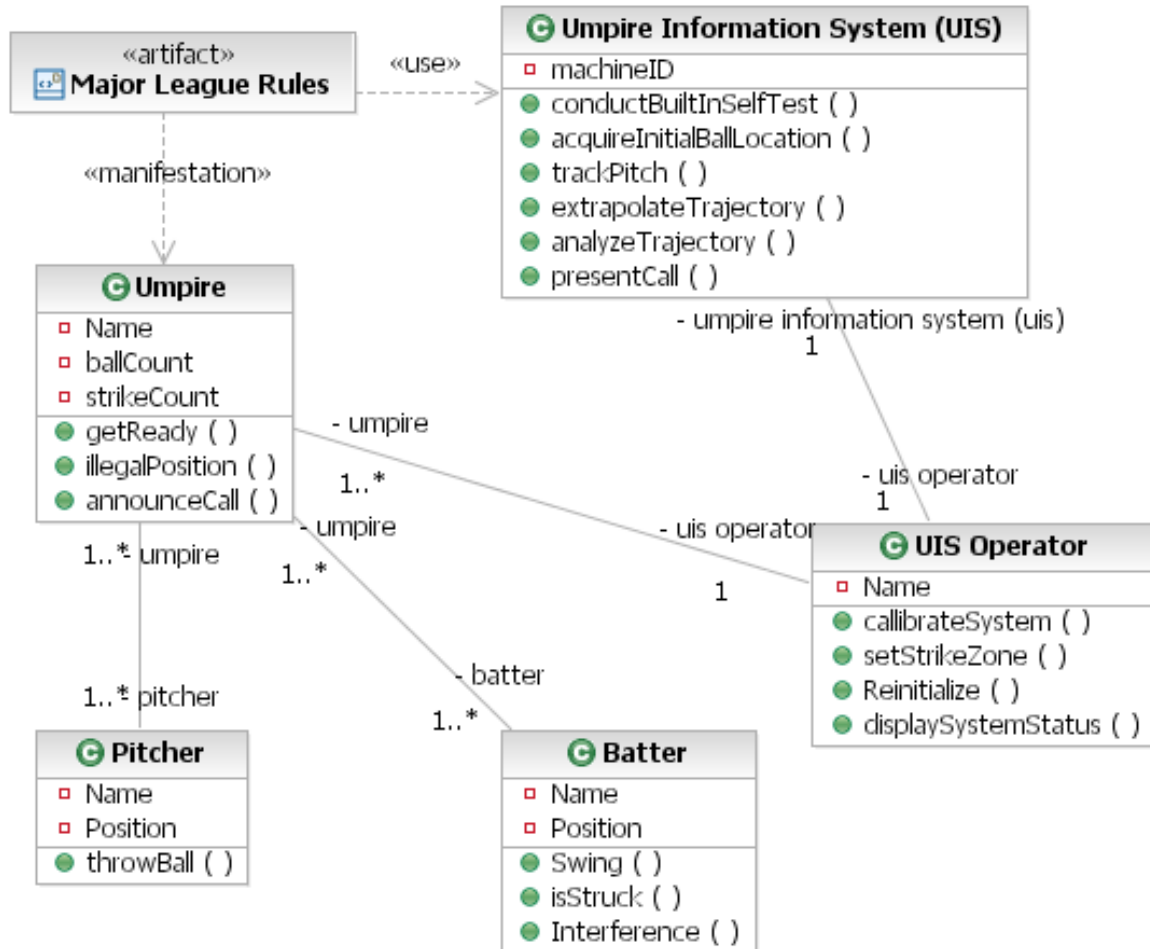 «artifact»
Major League Rules
«use»
«manifestation»
Umpire Information System (UIS)
machineID
conductBuiltInSelfTest ( )
acquireInitialBallLocation ( )
trackPitch ( )
extrapolateTrajectory ( )
analyzeTrajectory ( )
presentCall ( )
- umpire information system (uis)
1
- uis operator
1
Umpire
Name
ballCount
strikeCount
getReady ( )
illegalPosition ( )
announceCall ( )
- umpire
1..*
- uis operator
1
- umpire
1..*
- batter
1..*
1..* - umpire
1..* - pitcher
UIS Operator
Name
callibrateSystem ( )
setStrikeZone ( )
Reinitialize ( )
displaySystemStatus ( )
Pitcher
Name
Position
throwBall ( )
Batter
Name
Position
Swing ( )
isStruck ( )
Interference ( )